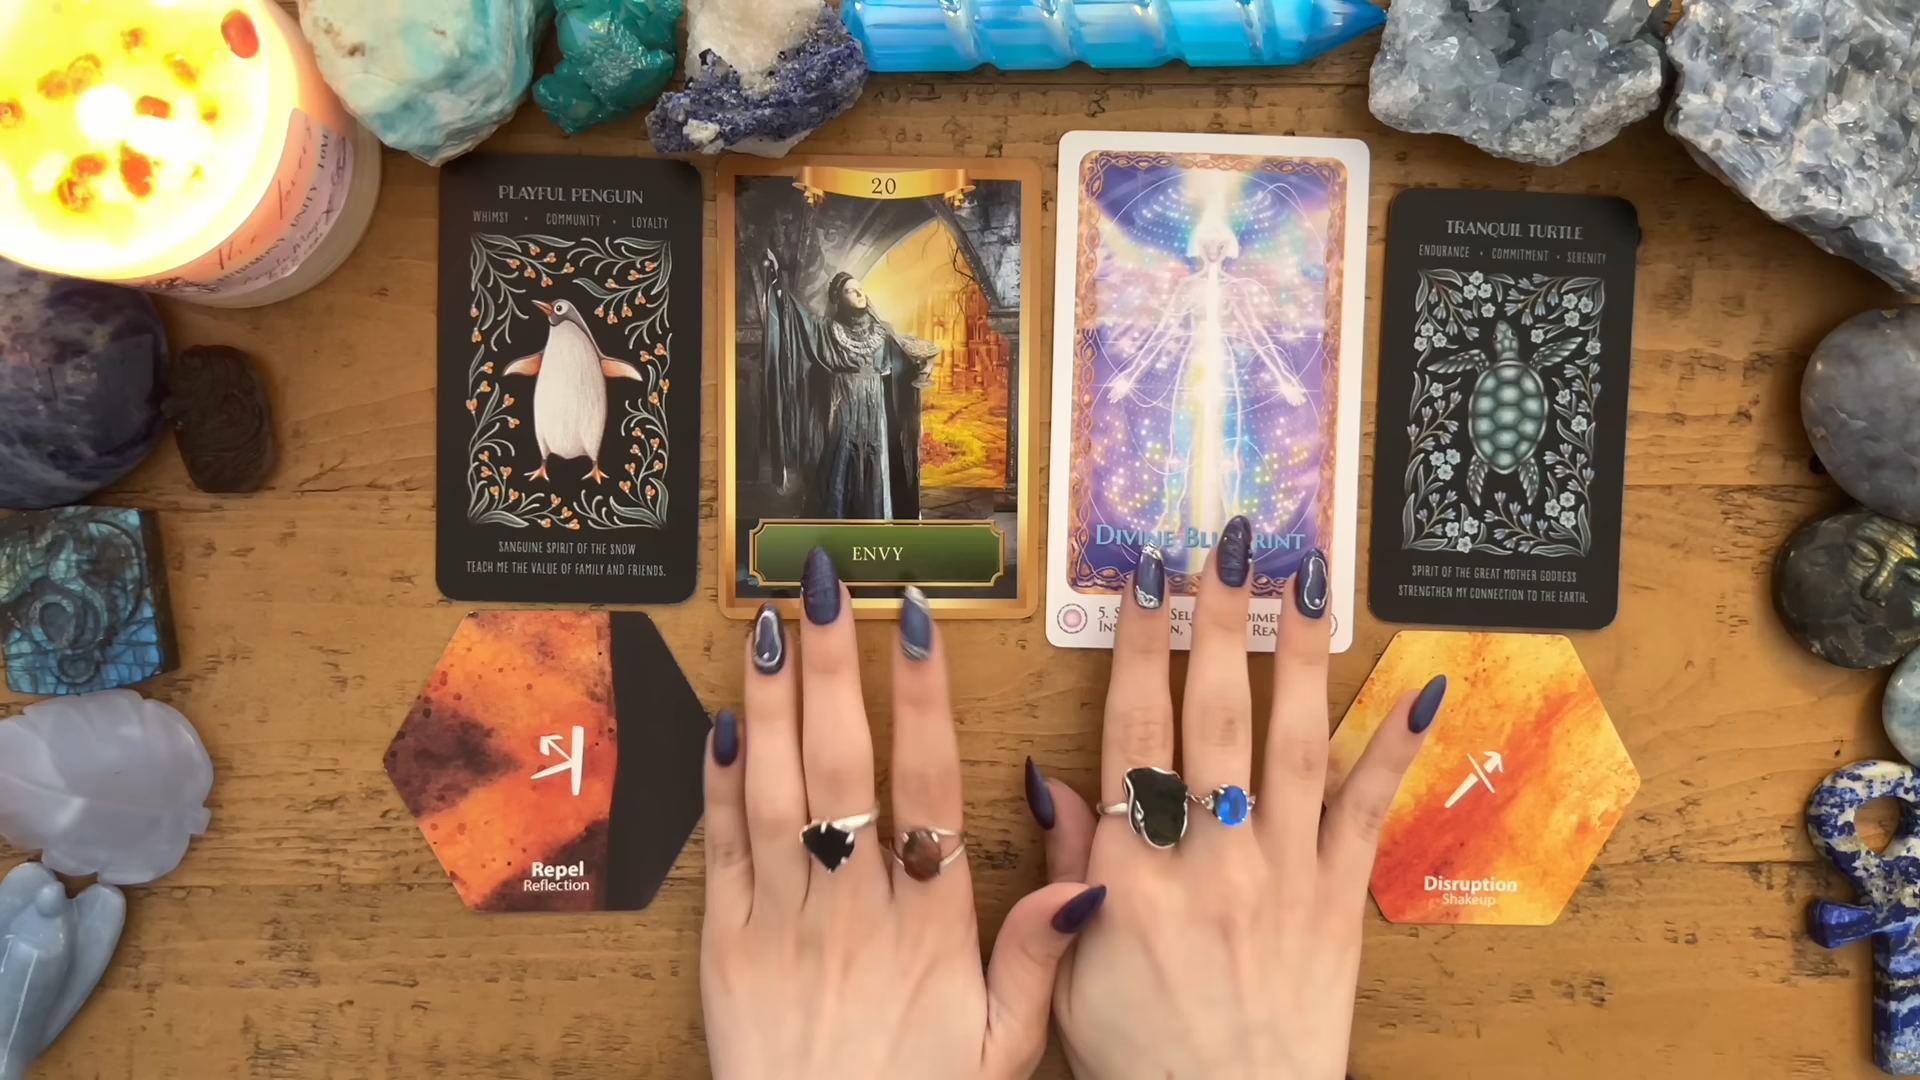 PLAYFUL PENGUIN
WHIMSY • COMMUNITY • LOYALTY
SANGUINE SPIRIT OF THE SNOW
TEACH ME THE VALUE OF FAMILY AND FRIENDS.
20
ENVY
DIVINE
5.
TRANQUIL TURTLE
ENDURANCE • COMMITMENT • SERENITY
SPIRIT OF THE GREAT MOTHER GODDESS
STRENGTHEN MY CONNECTION TO THE EARTH.
Repel
Reflection
Disruption
Shakeup